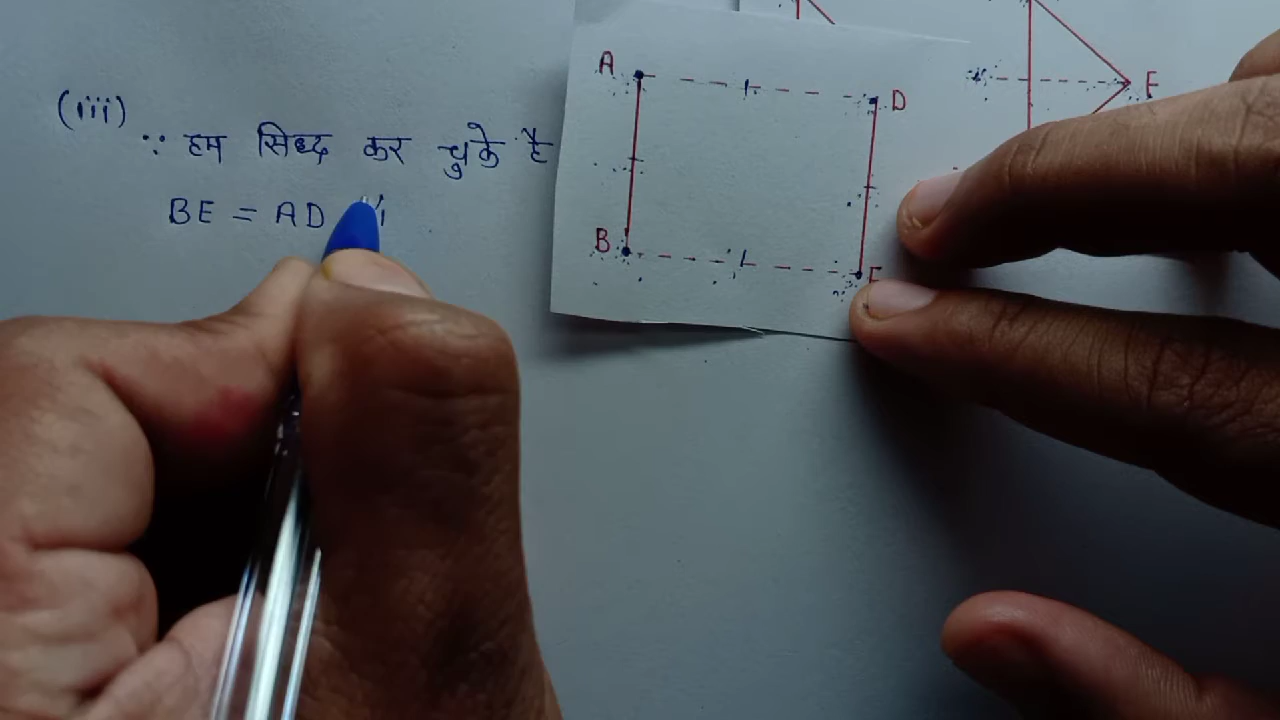 (iii)
∵ हम सिध्द कर चुके है
BE = AD
A
D
B
E
E